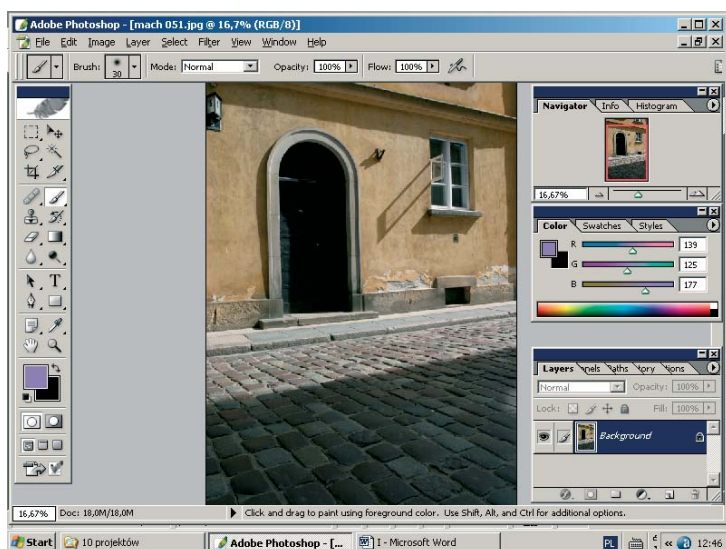 Adobe Photoshop - [mach 051.jpg @ 16,7% (RGB/8)]
File Edit Image Layer Select Filter View Window Help
Brush: 30 Mode: Normal Opacity: 100% Flow: 100%
Navigator Info Histogram
16,67%
Color Swatches Styles
R 139
G 125
B 177
Layers nnels Paths tory tions
Normal Opacity: 100%
Lock: Fill: 100%
Background
16,67% Doc: 18,0M/18,0M Click and drag to paint using foreground color. Use Shift, Alt, and Ctrl for additional options.
Start 10 projektów Adobe Photoshop - [... I - Microsoft Word PL « 12:46